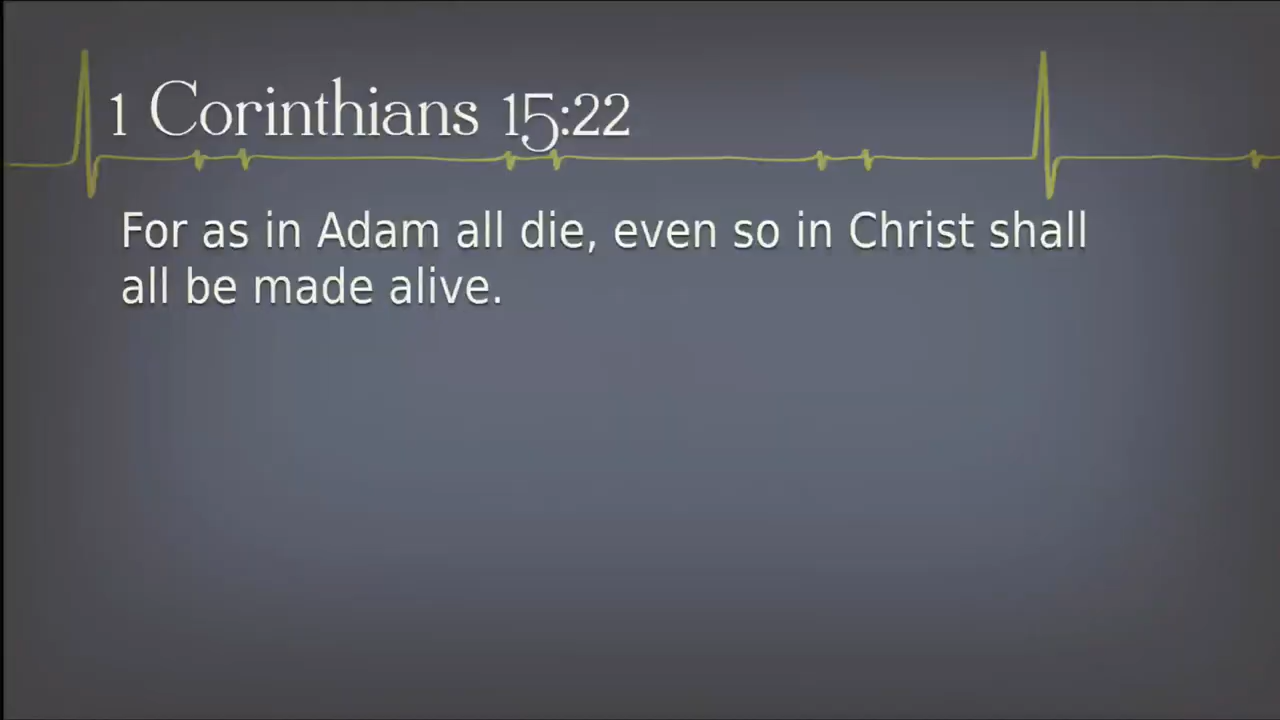 1 Corinthians 15:22
For as in Adam all die, even so in Christ shall
all be made alive.